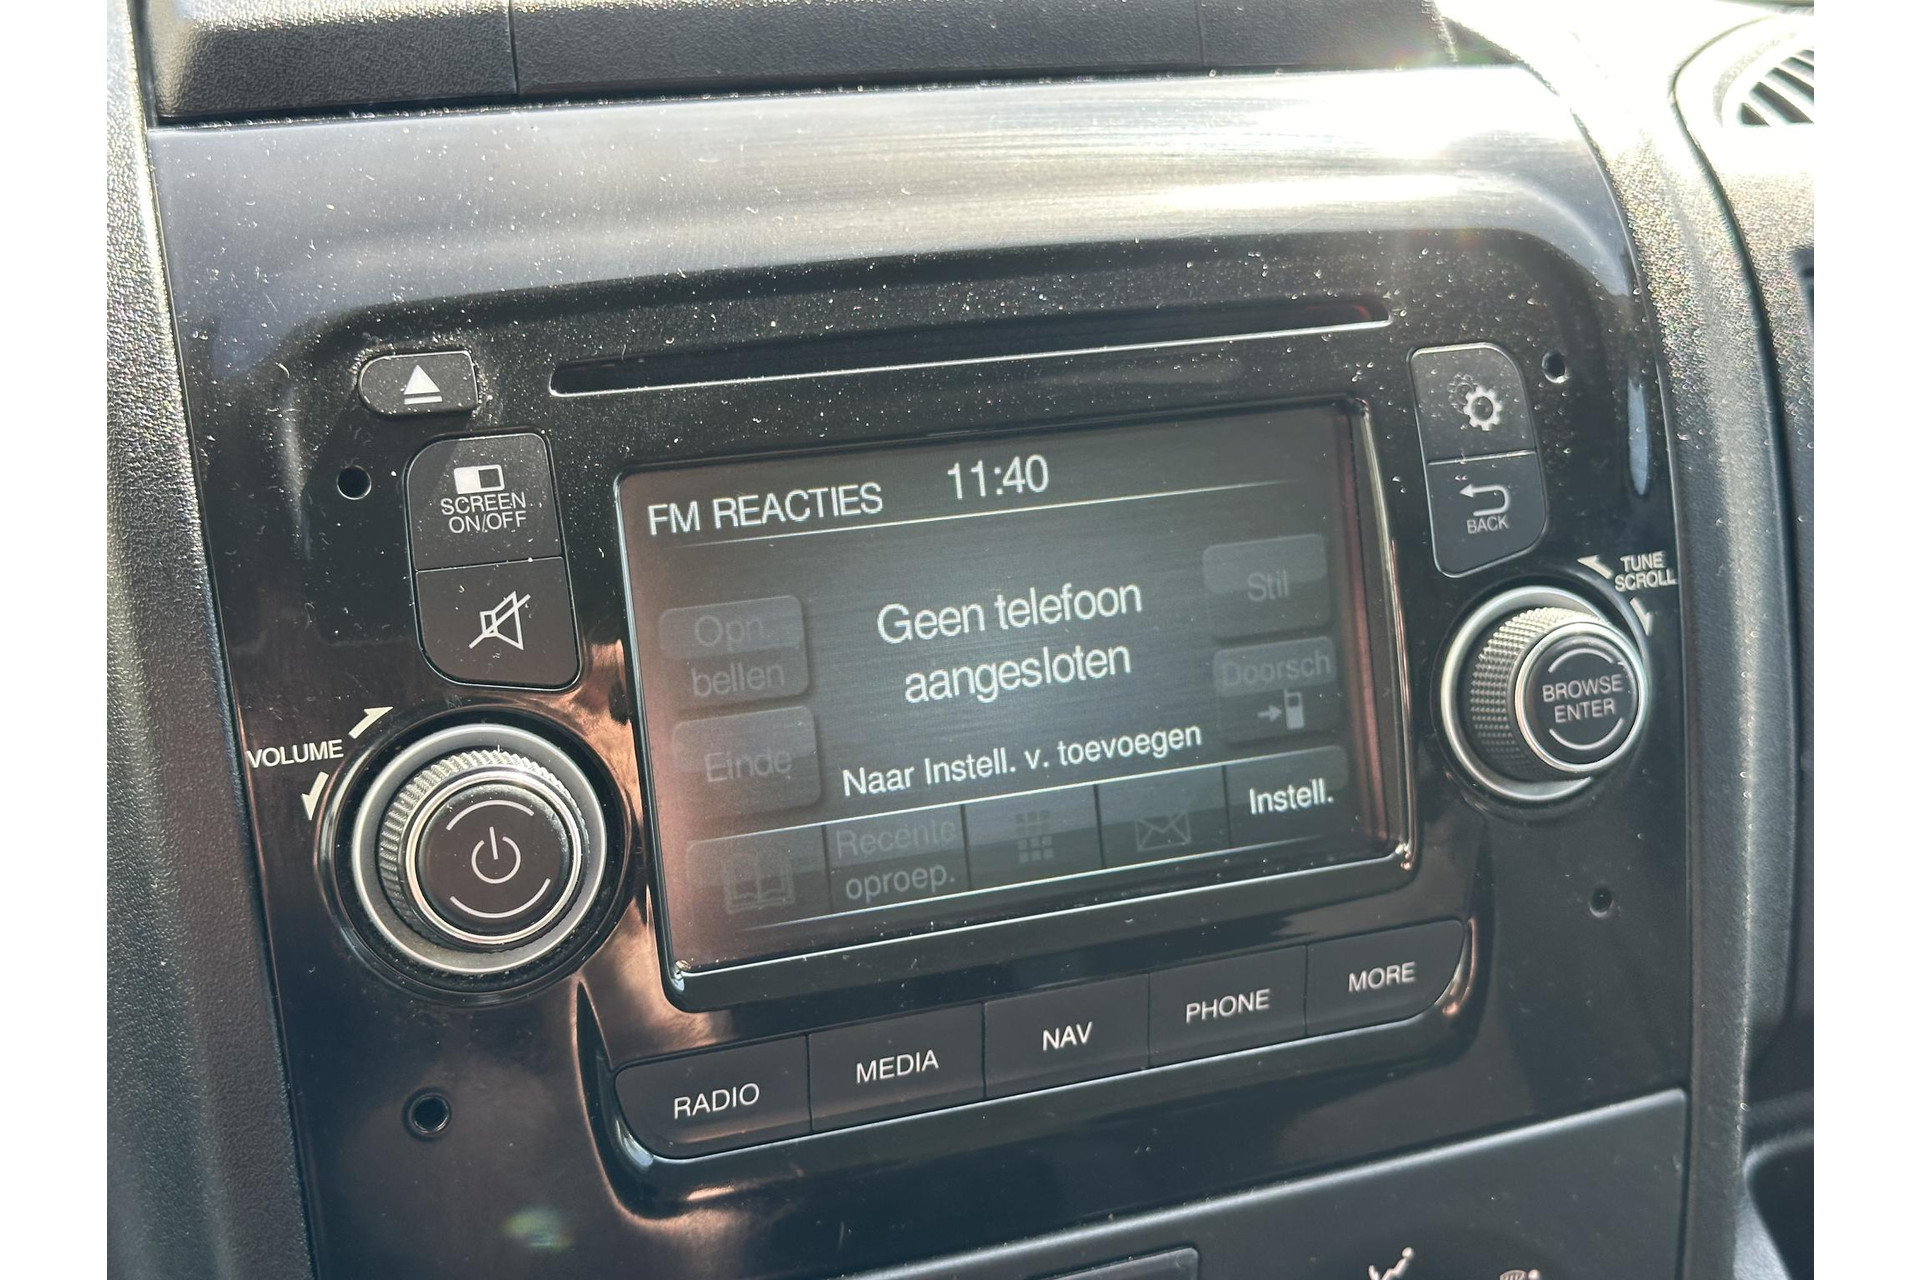 SCREEN
ON/OFF
VOLUME
FM REACTIES
11:40
Geen telefoon
aangesloten
Naar Instell. v. toevoegen
Opn.
bellen
Einde
Stil
Doorsch
Recente
oproep.
Instell.
BACK
TUNE
SCROLL
BROWSE
ENTER
RADIO
MEDIA
NAV
PHONE
MORE